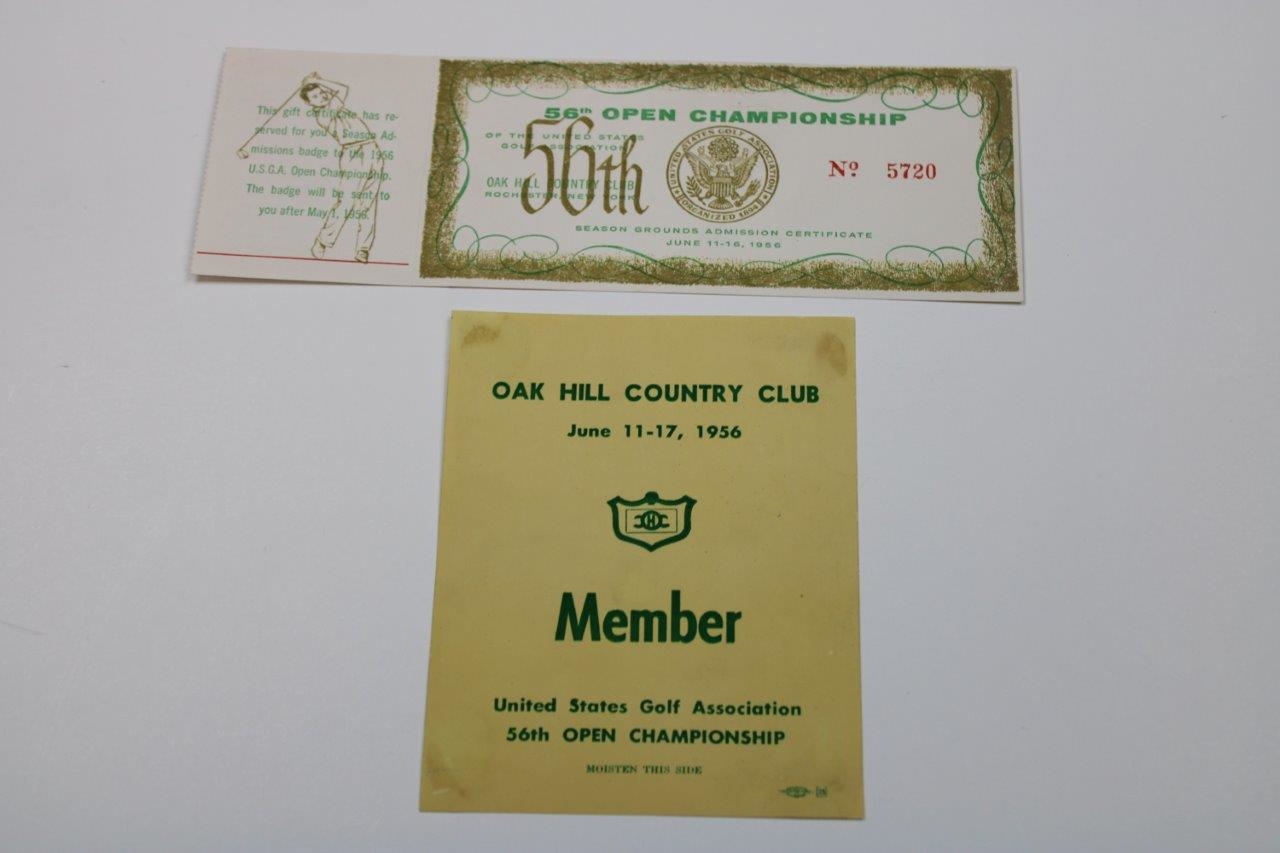 This gift certificate has re-
served for you a Season Ad-
missions badge to the 1956
U.S.G.A. Open Championship.
The badge will be sent to
you after May 1, 1956.
56th OPEN CHAMPIONSHIP
OF THE UNITED STATES
GOLF ASSOCIATION
56th
OAK HILL COUNTRY CLUB
ROCHESTER, NEW YORK
UNITED STATES GOLF ASSOCIATION
ORGANIZED 1894
No 5720
SEASON GROUNDS ADMISSION CERTIFICATE
JUNE 11-16, 1956
OAK HILL COUNTRY CLUB
June 11-17, 1956
Member
United States Golf Association
56th OPEN CHAMPIONSHIP
MOISTEN THIS SIDE